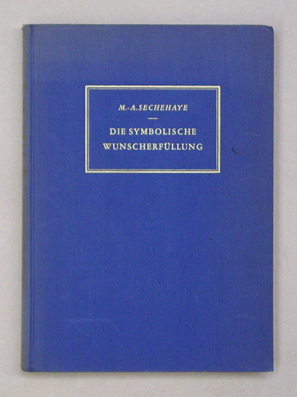 M.-A. SECHEHAYE
DIE SYMBOLISCHE
WUNSCHERFÜLLUNG